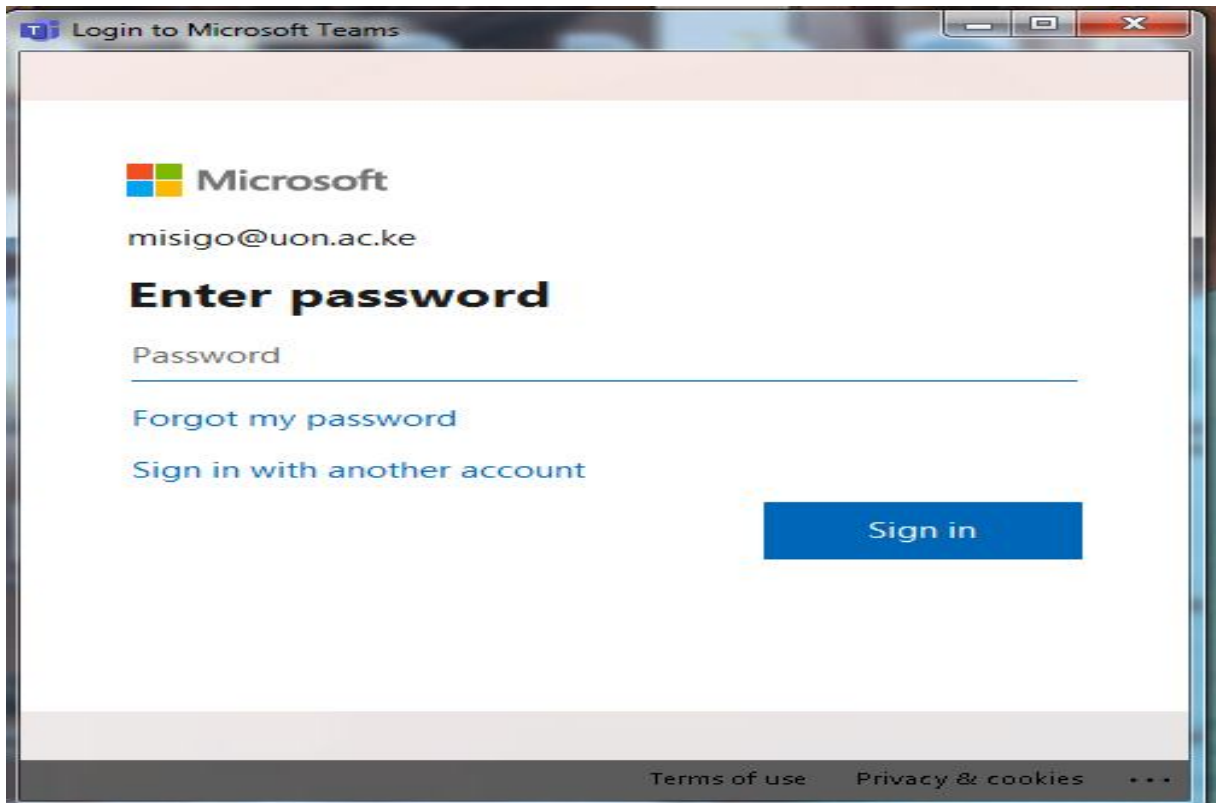 Login to Microsoft Teams
Microsoft
misigo@uon.ac.ke
Enter password
Password
Forgot my password
Sign in with another account
Sign in
Terms of use Privacy & cookies ...